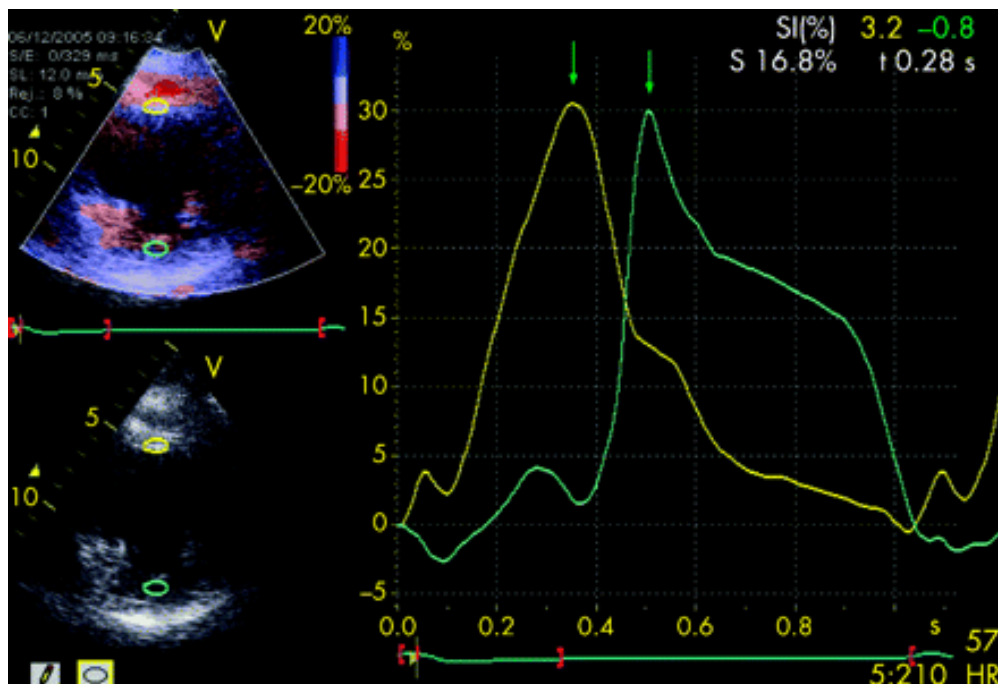 06/12/2005 09:16:34
S/E: 0/329 ms
SL: 12.0 mm
Rej.: 8 %
CC: 1
V
5
10
20%
-20%
V
5
10
%
SI(%) 3.2 -0.8
S 16.8% t 0.28 s
30
25
20
15
10
5
0
-5
0.0 0.2 0.4 0.6 0.8 s
57
5:210 HR